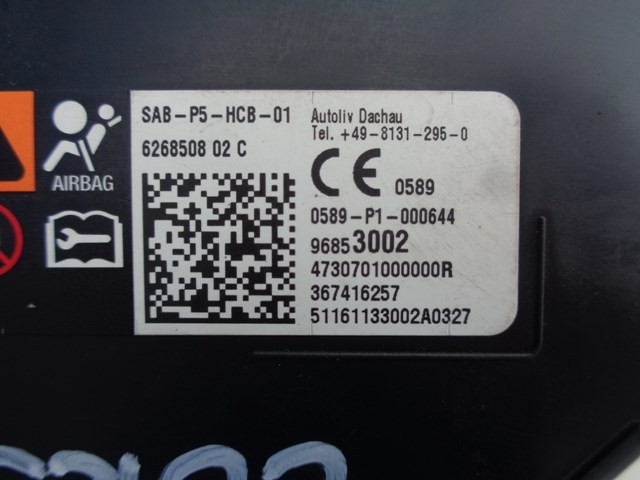 AIRBAG
SAB-P5-HCB-01
6268508 02 C
Autoliv Dachau
Tel. +49-8131-295-0
CE 0589
0589-P1-000644
96853002
4730701000000R
367416257
51161133002A0327